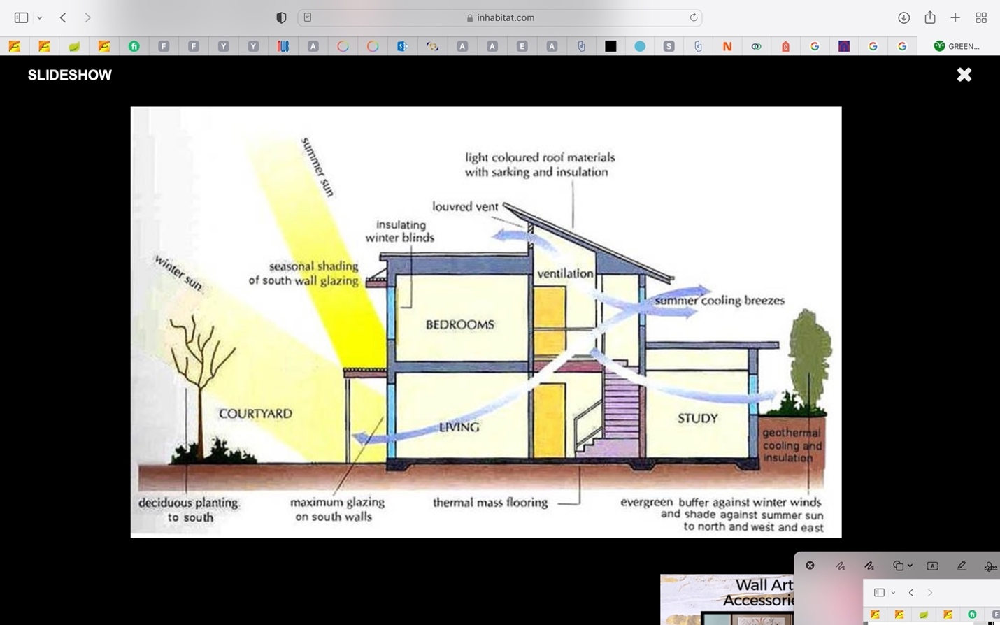 inhabitat.com
F F Y Y NWB A A A E A S N G G G GREEN...
SLIDESHOW
summer sun
light coloured roof materials
with sarking and insulation
louvred vent
insulating
winter blinds
seasonal shading
of south wall glazing
winter sun
ventilation
summer cooling breezes
BEDROOMS
COURTYARD
LIVING
STUDY
geothermal
cooling and
insulation
deciduous planting
to south
maximum glazing
on south walls
thermal mass flooring
evergreen buffer against winter winds
and shade against summer sun
to north and west and east
Wall Art
Accessorie